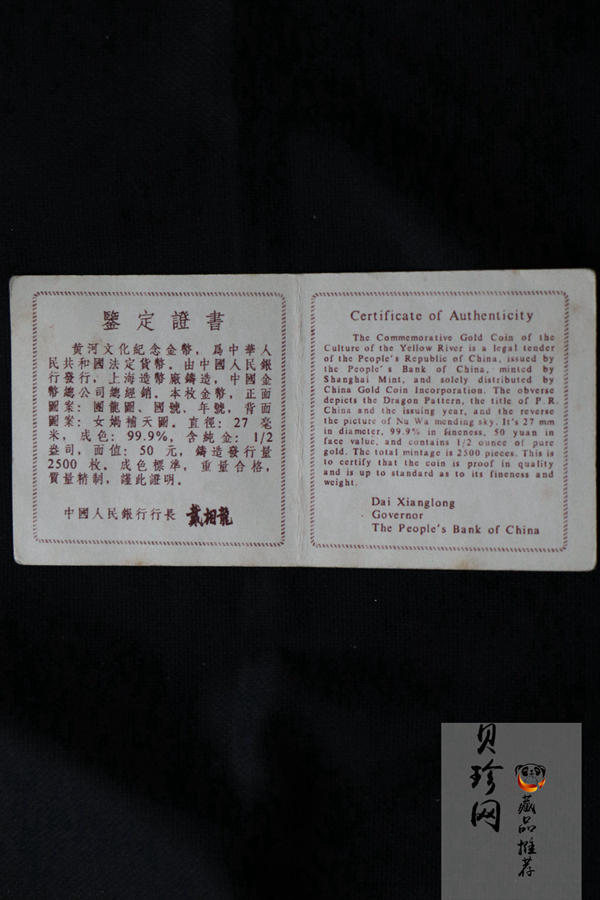 鑒定證書
黄河文化紀念金幣，爲中華人
民共和國法定貨幣。由中國人民銀
行發行，上海造幣廠鑄造，中國金
幣總公司總經銷。本枚金幣，正面
圖案：團龍圖、國號，年號，背面
圖案：女媧補天圖。直徑：27 毫
米，成色：99.9%，含純金：1/2
盎司，面值：50 元，鑄造發行量
2500 枚。成色標準，重量合格，
質量精制，謹此證明。
中國人民銀行行長 戴相龍
Certificate of Authenticity
The Commemorative Gold Coin of the
Culture of the Yellow River is a legal tender
of the People's Republic of China, issued by
the People's Bank of China, minted by
Shanghai Mint, and solely distributed by
China Gold Coin Incorporation. The obverse
depicts the Dragon Pattern, the title of P.R.
China and the issuing year, and the reverse
the picture of Nu Wa mending sky. It's 27 mm
in diameter, 99.9% in fineness, 50 yuan in
face value, and contains 1/2 ounce of pure
gold. The total mintage is 2500 pieces. This is
to certify that the coin is proof in quality
and is up to standard as to its fineness and
weight.
Dai Xianglong
Governor
The People's Bank of China
贝珍网
藏品推荐